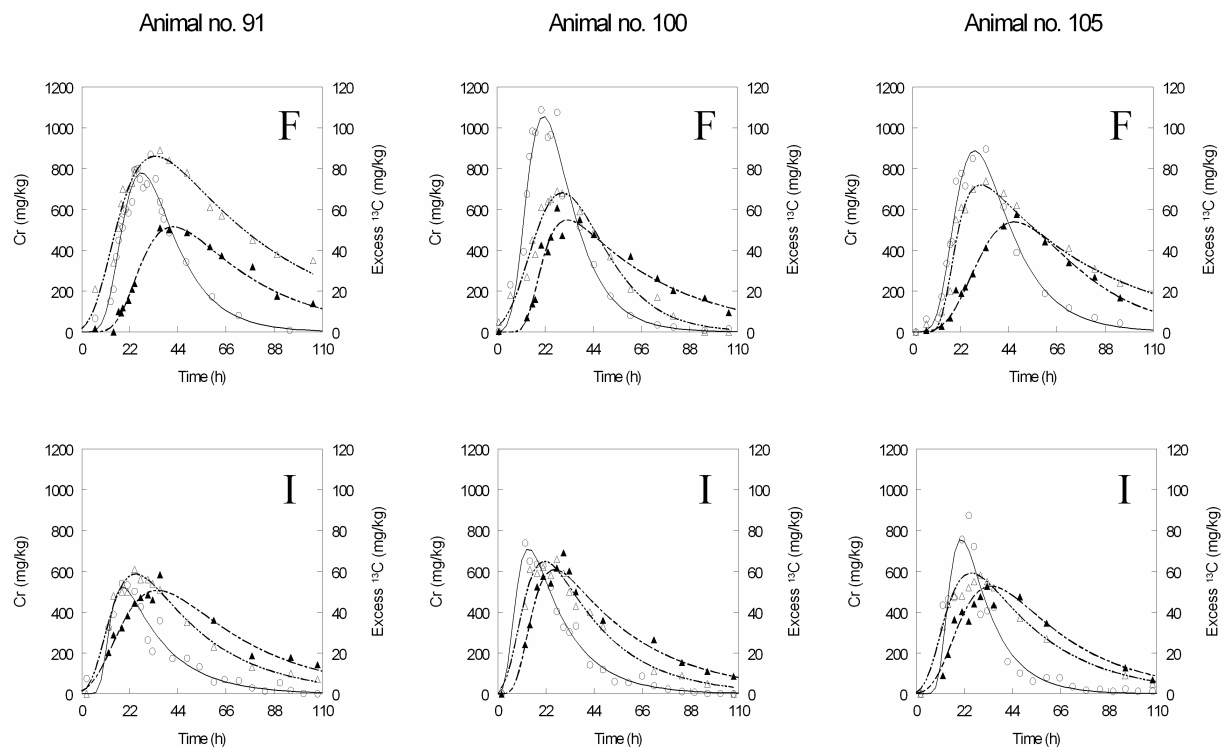 Animal no. 91
Animal no. 100
Animal no. 105
1200 120 1200 120 1200 120
F F F
1000 100 1000 100 1000 100
800 80 800 80 800 80
600 60 600 60 600 60
400 40 400 40 400 40
200 20 200 20 200 20
0 0 0 0 0 0
Cr (mg/kg) Excess ¹³C (mg/kg) Cr (mg/kg) Excess ¹³C (mg/kg) Cr (mg/kg) Excess ¹³C (mg/kg)
0 22 44 66 88 110 0 22 44 66 88 110 0 22 44 66 88 110
Time (h) Time (h) Time (h)
1200 120 1200 120 1200 120
I I I
1000 100 1000 100 1000 100
800 80 800 80 800 80
600 60 600 60 600 60
400 40 400 40 400 40
200 20 200 20 200 20
0 0 0 0 0 0
Cr (mg/kg) Excess ¹³C (mg/kg) Cr (mg/kg) Excess ¹³C (mg/kg) Cr (mg/kg) Excess ¹³C (mg/kg)
0 22 44 66 88 110 0 22 44 66 88 110 0 22 44 66 88 110
Time (h) Time (h) Time (h)